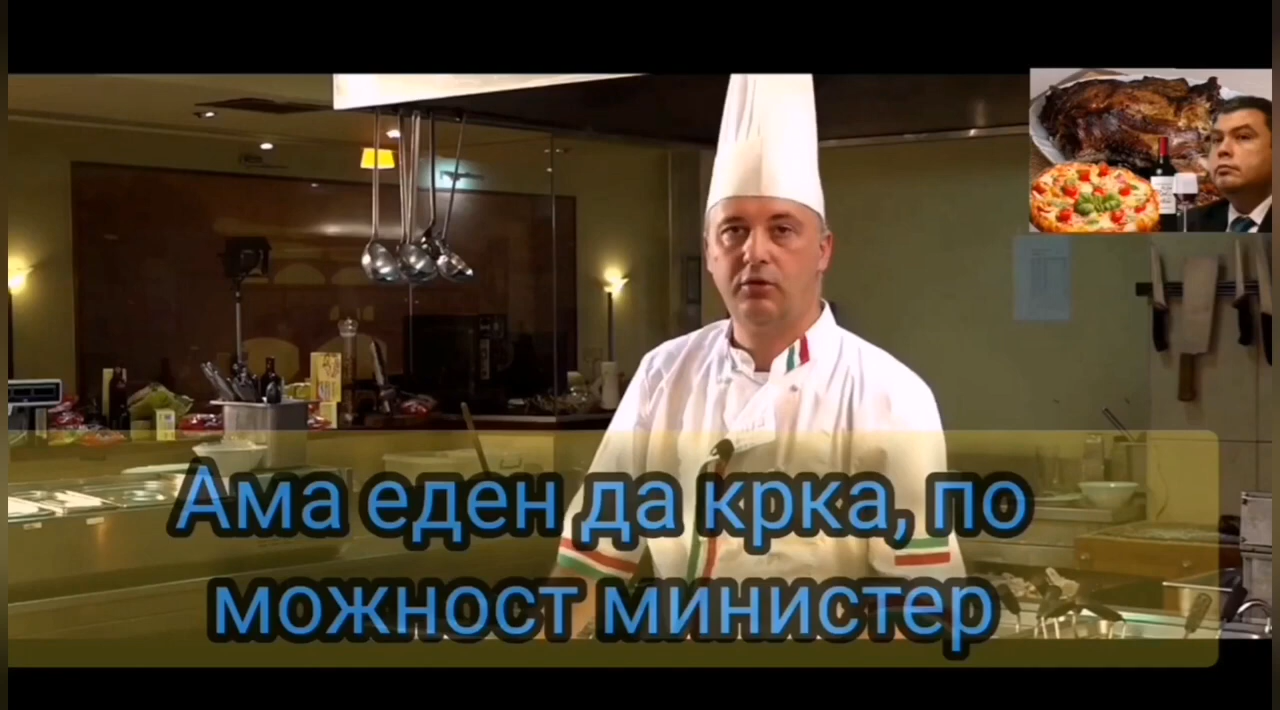 Ама еден да крка, по
можност министер